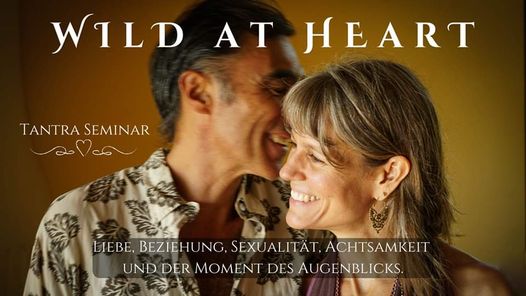 WILD AT HEART
TANTRA SEMINAR
LIEBE, BEZIEHUNG, SEXUALITÄT, ACHTSAMKEIT
UND DER MOMENT DES AUGENBLICKS.